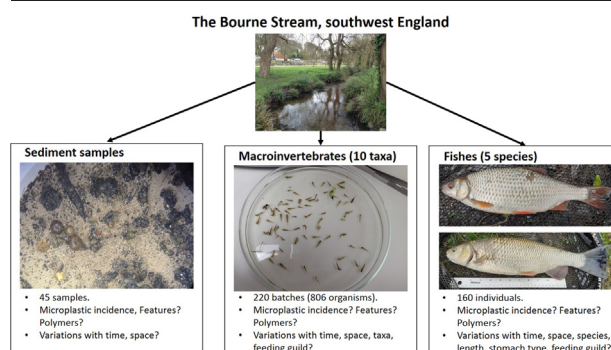 The Bourne Stream, southwest England
Sediment samples
• 45 samples.
• Microplastic incidence, Features?
Polymers?
• Variations with time, space?
Macroinvertebrates (10 taxa)
• 220 batches (806 organisms).
• Microplastic incidence? Features?
Polymers?
• Variations with time, space, taxa,
feeding guild?
Fishes (5 species)
• 160 individuals.
• Microplastic incidence? Features?
Polymers?
• Variations with time, space, species,
length, stomach type, feeding guild?